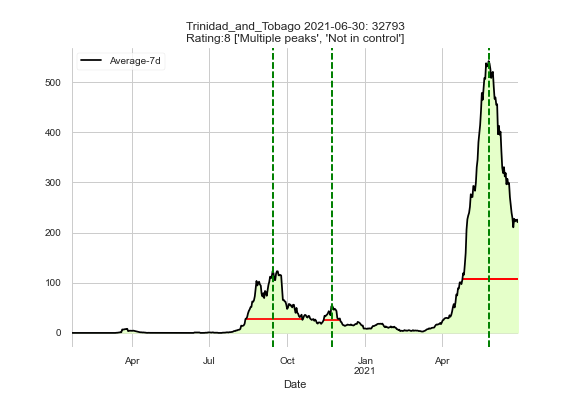 Trinidad_and_Tobago 2021-06-30: 32793
Rating:8 ['Multiple peaks', 'Not in control']
Average-7d
500
400
300
200
100
0
Apr
Jul
Oct
Jan
2021
Apr
Date